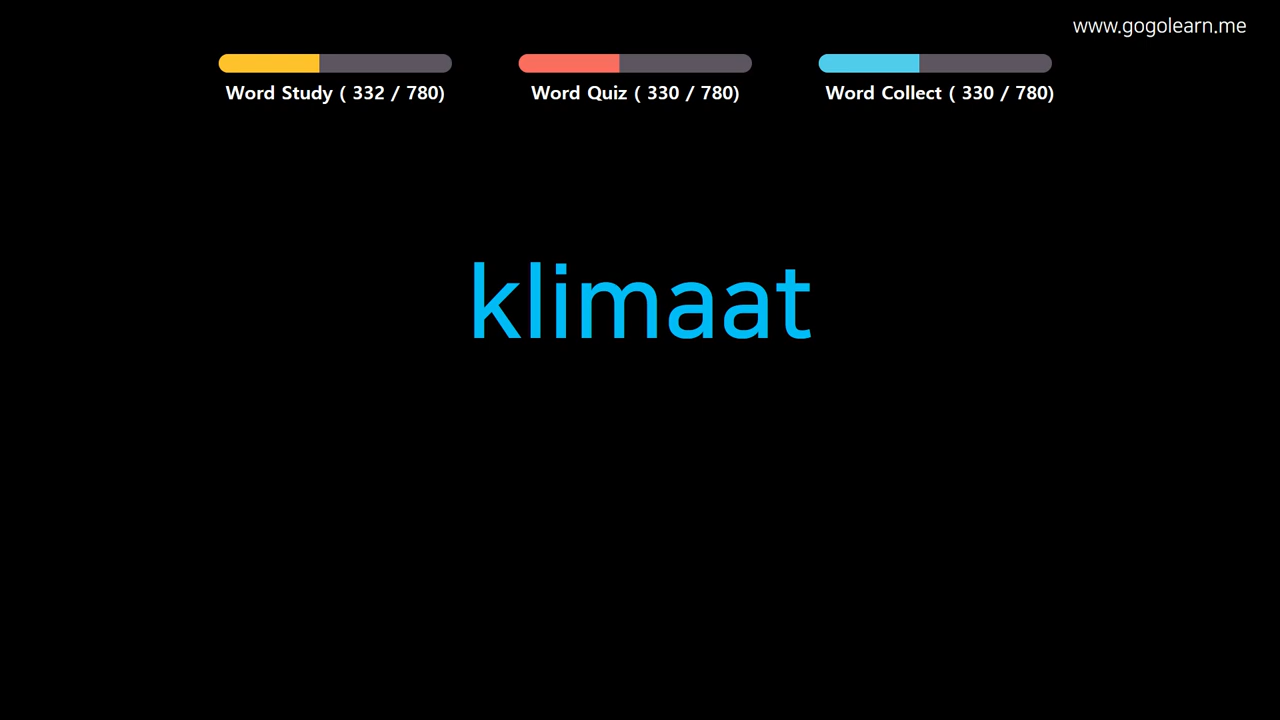 www.gogolearn.me
Word Study ( 332 / 780)
Word Quiz ( 330 / 780)
Word Collect ( 330 / 780)
klimaat